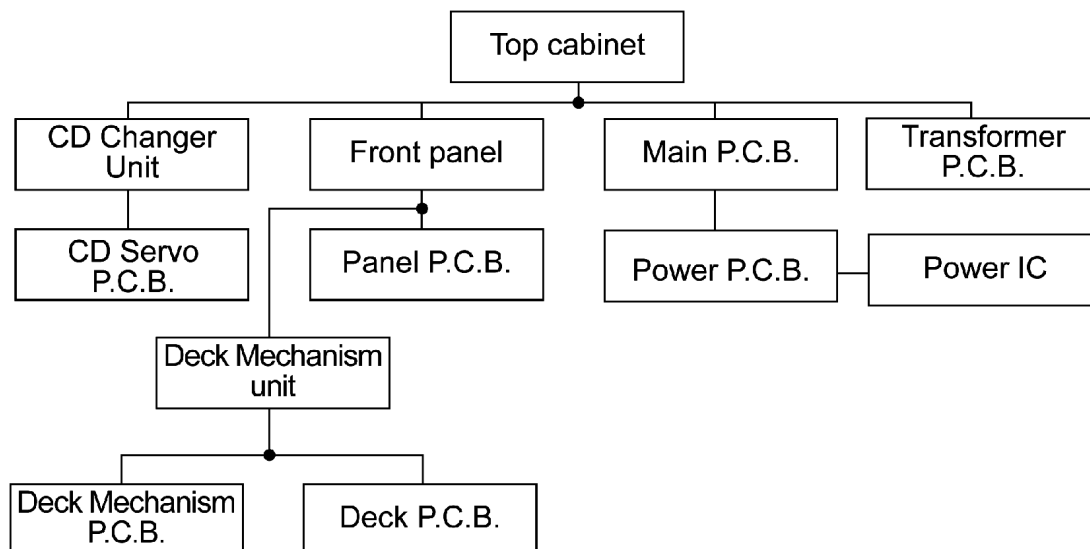 Top cabinet
CD Changer
Unit
Front panel
Main P.C.B.
Transformer
P.C.B.
CD Servo
P.C.B.
Panel P.C.B.
Power P.C.B.
Power IC
Deck Mechanism
unit
Deck Mechanism
P.C.B.
Deck P.C.B.